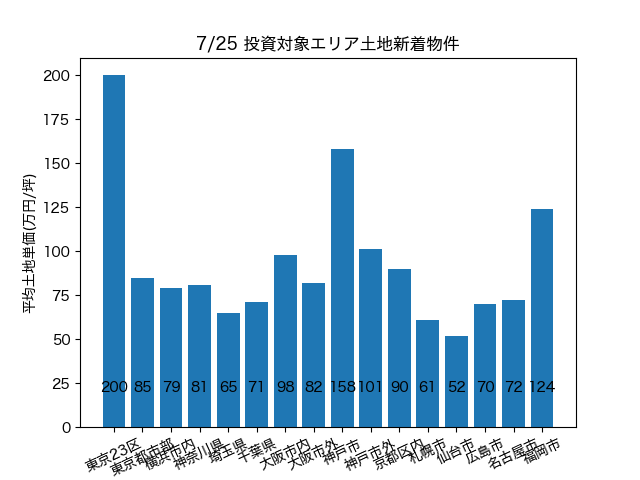 7/25 投資対象エリア土地新着物件
平均土地単価(万円/坪)
200
175
150
125
100
75
50
25
0
200 85 79 81 65 71 98 82 158 101 90 61 52 70 72 124
東京23区 東京都市部 横浜市内 神奈川県 埼玉県 千葉県 大阪市内 大阪市外 神戸市 神戸市外 京都区内 札幌市 仙台市 広島市 名古屋市 福岡市